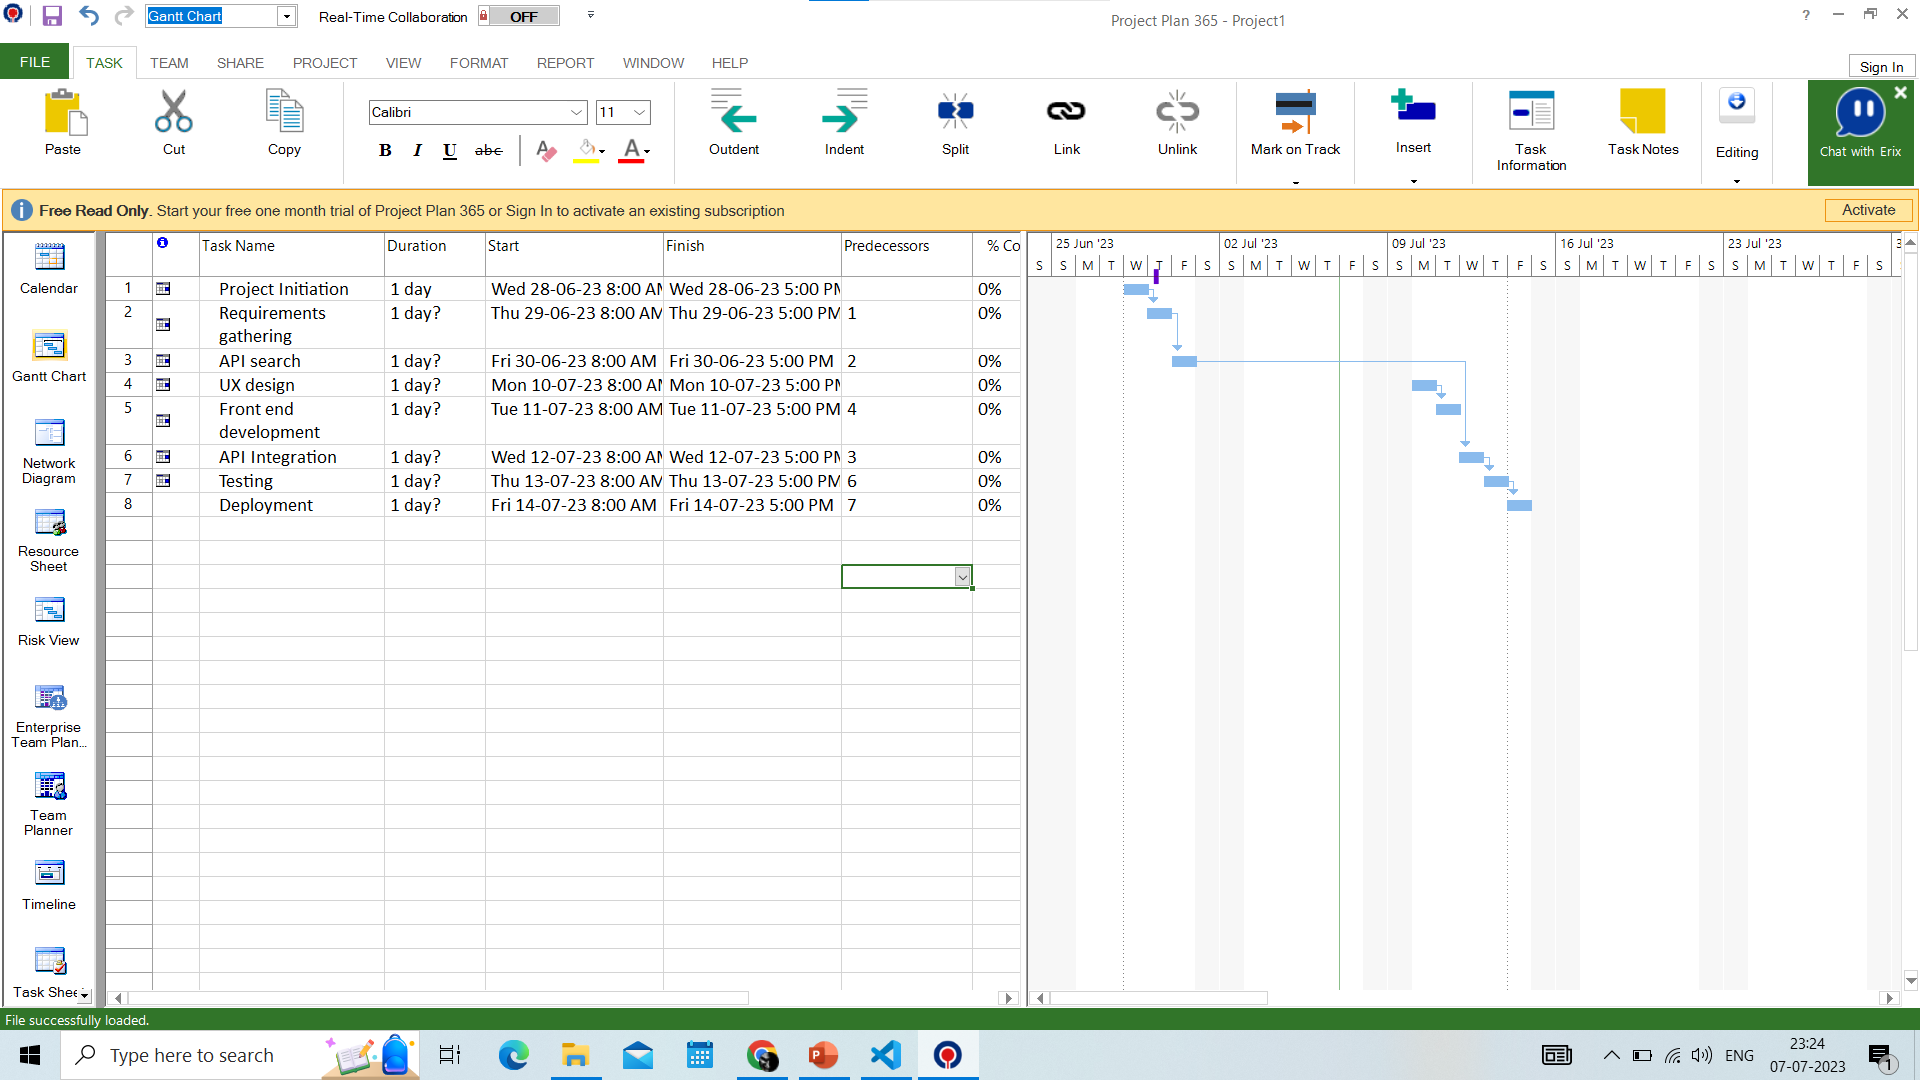 Gantt Chart
Real-Time Collaboration
OFF
Project Plan 365 - Project1
?
FILE
TASK
TEAM
SHARE
PROJECT
VIEW
FORMAT
REPORT
WINDOW
HELP
Sign In
Paste
Cut
Copy
Calibri
11
B I U abc
A
Outdent
Indent
Split
Link
Unlink
Mark on Track
Insert
Task
Information
Task Notes
Editing
Chat with Erix
Free Read Only. Start your free one month trial of Project Plan 365 or Sign In to activate an existing subscription
Activate
Calendar
Gantt Chart
Network
Diagram
Resource
Sheet
Risk View
Enterprise
Team Plan...
Team
Planner
Timeline
Task Shee
Task Name Duration Start Finish Predecessors % Co
1 Project Initiation 1 day Wed 28-06-23 8:00 AM Wed 28-06-23 5:00 PM 0%
2 Requirements 1 day? Thu 29-06-23 8:00 AM Thu 29-06-23 5:00 PM 1 0%
gathering
3 API search 1 day? Fri 30-06-23 8:00 AM Fri 30-06-23 5:00 PM 2 0%
4 UX design 1 day? Mon 10-07-23 8:00 AM Mon 10-07-23 5:00 PM 0%
5 Front end 1 day? Tue 11-07-23 8:00 AM Tue 11-07-23 5:00 PM 4 0%
development
6 API Integration 1 day? Wed 12-07-23 8:00 AM Wed 12-07-23 5:00 PM 3 0%
7 Testing 1 day? Thu 13-07-23 8:00 AM Thu 13-07-23 5:00 PM 6 0%
8 Deployment 1 day? Fri 14-07-23 8:00 AM Fri 14-07-23 5:00 PM 7 0%
25 Jun '23 02 Jul '23 09 Jul '23 16 Jul '23 23 Jul '23 3
S S M T W T F S S M T W T F S S M T W T F S S M T W T F S S M T W T F S
File successfully loaded.
Type here to search
ENG
23:24
07-07-2023
1